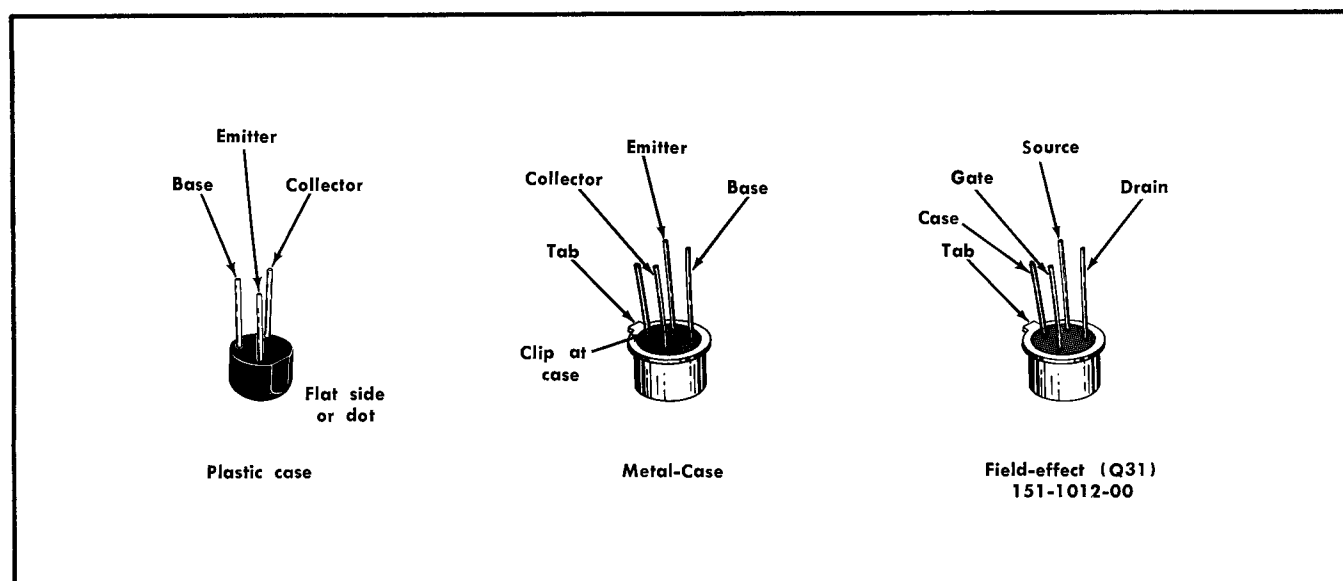 Emitter
Base
Collector
Flat side
or dot
Plastic case
Emitter
Collector
Base
Tab
Clip at
case
Metal-Case
Source
Gate
Drain
Case
Tab
Field-effect (Q31)
151-1012-00